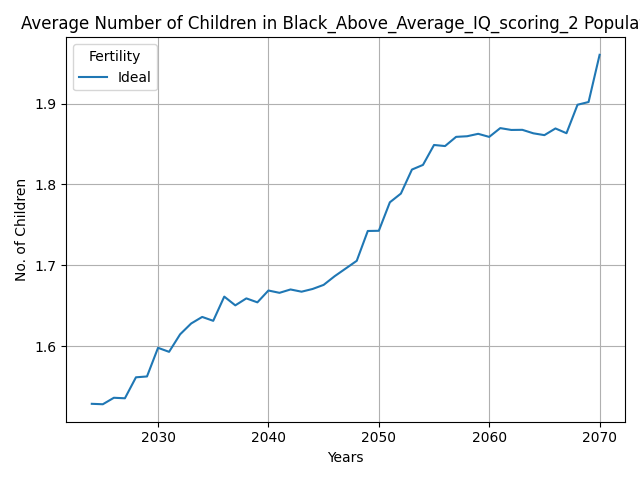 Average Number of Children in Black_Above_Average_IQ_scoring_2 Popula
Fertility
Ideal
No. of Children
1.9
1.8
1.7
1.6
2030 2040 2050 2060 2070
Years